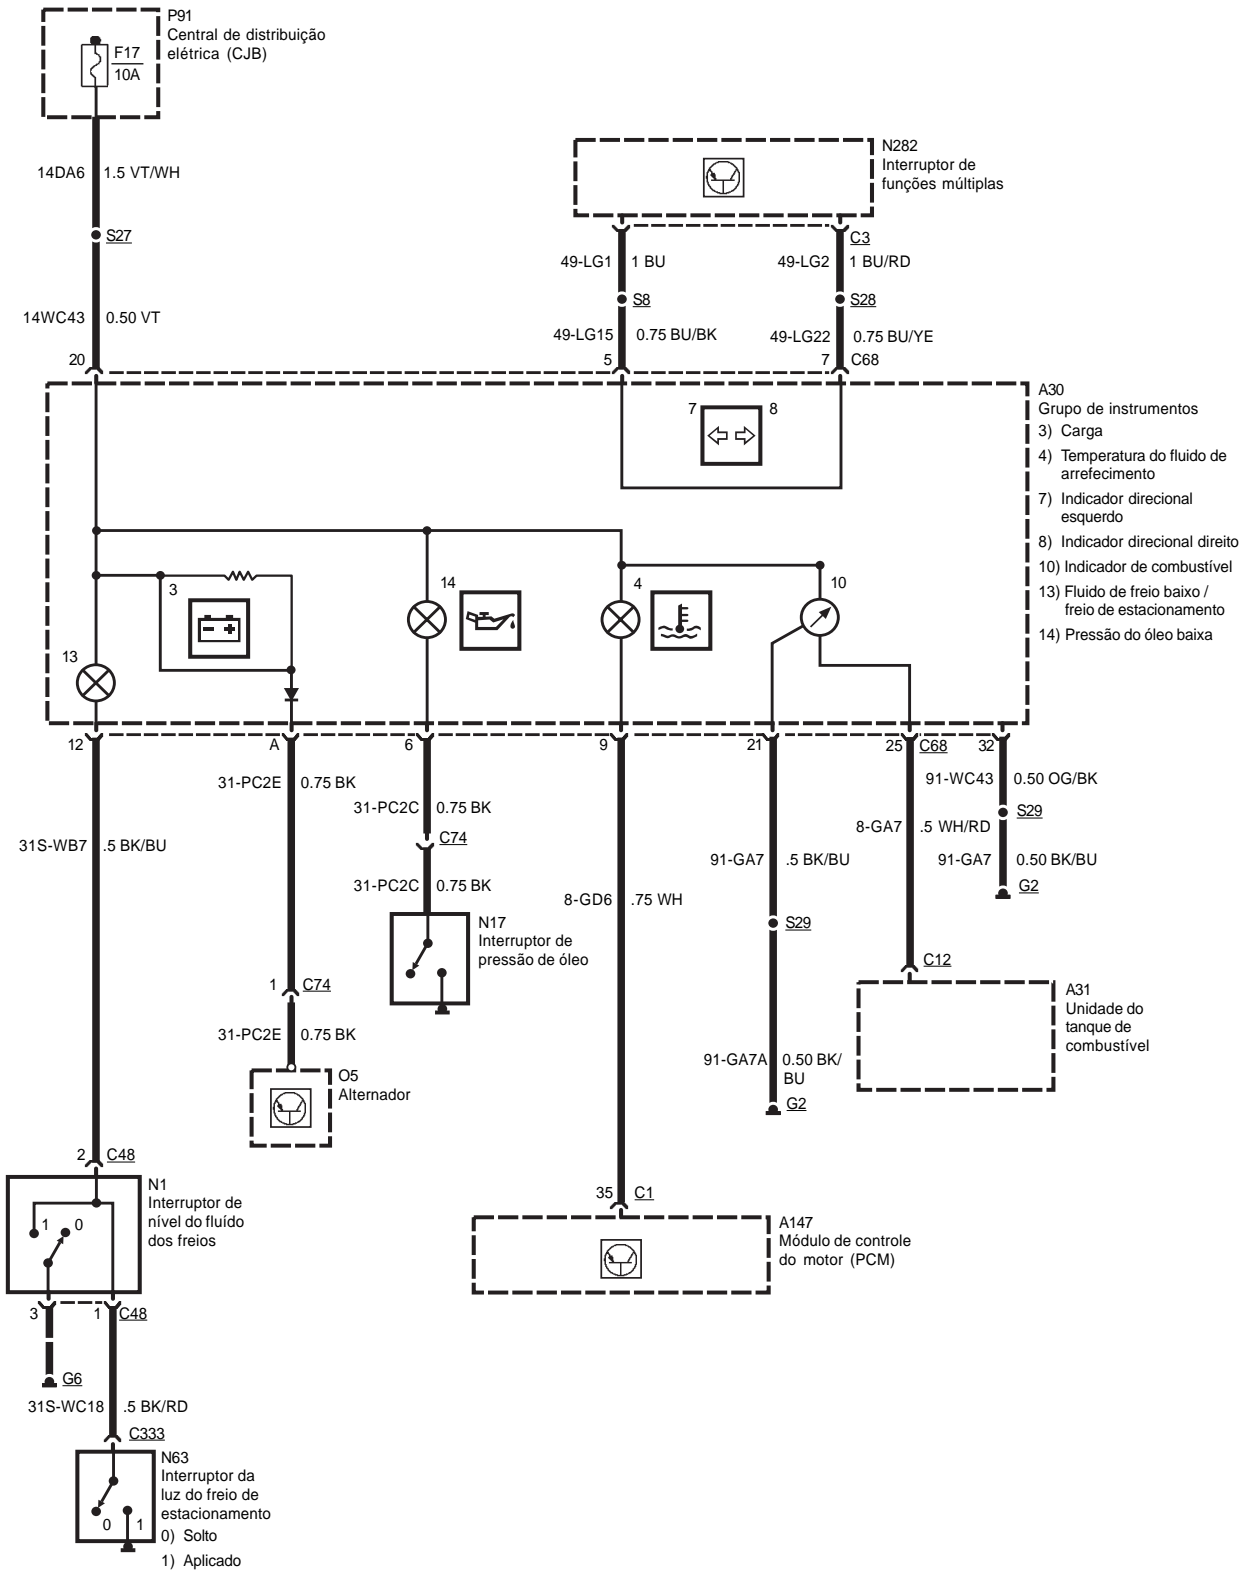 P91
Central de distribuição
elétrica (CJB)
F17
10A
14DA6 1.5 VT/WH
S27
14WC43 0.50 VT
20
N282
Interruptor de
funções múltiplas
C3
49-LG1 1 BU
49-LG2 1 BU/RD
S8
S28
49-LG15 0.75 BU/BK
49-LG22 0.75 BU/YE
5
7 C68
A30
Grupo de instrumentos
3) Carga
4) Temperatura do fluido de
arrefecimento
7) Indicador direcional
esquerdo
8) Indicador direcional direito
10) Indicador de combustível
13) Fluido de freio baixo /
freio de estacionamento
14) Pressão do óleo baixa
7 8
3
14
4
10
13
12
A
6
9
21
25 C68
32
31-PC2E 0.75 BK
31-PC2C 0.75 BK
91-WC43 0.50 OG/BK
S29
8-GA7 .5 WH/RD
31S-WB7 .5 BK/BU
C74
91-GA7 .5 BK/BU
91-GA7 0.50 BK/BU
G2
31-PC2C 0.75 BK
8-GD6 .75 WH
N17
Interruptor de
pressão de óleo
S29
C12
1 C74
A31
Unidade do
tanque de
combustível
31-PC2E 0.75 BK
91-GA7A 0.50 BK/
BU
G2
O5
Alternador
2 C48
N1
Interruptor de
nível do fluído
dos freios
1 0
35 C1
A147
Módulo de controle
do motor (PCM)
3
1 C48
G6
31S-WC18 .5 BK/RD
C333
N63
Interruptor da
luz do freio de
estacionamento
0) Solto
1) Aplicado
0 1